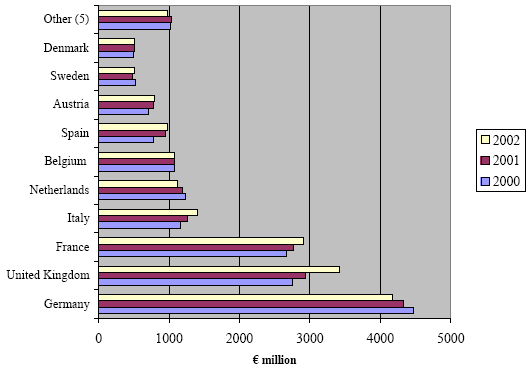 Other (5)
Denmark
Sweden
Austria
Spain
Belgium
Netherlands
Italy
France
United Kingdom
Germany
0 1000 2000 3000 4000 5000
€ million
2002
2001
2000